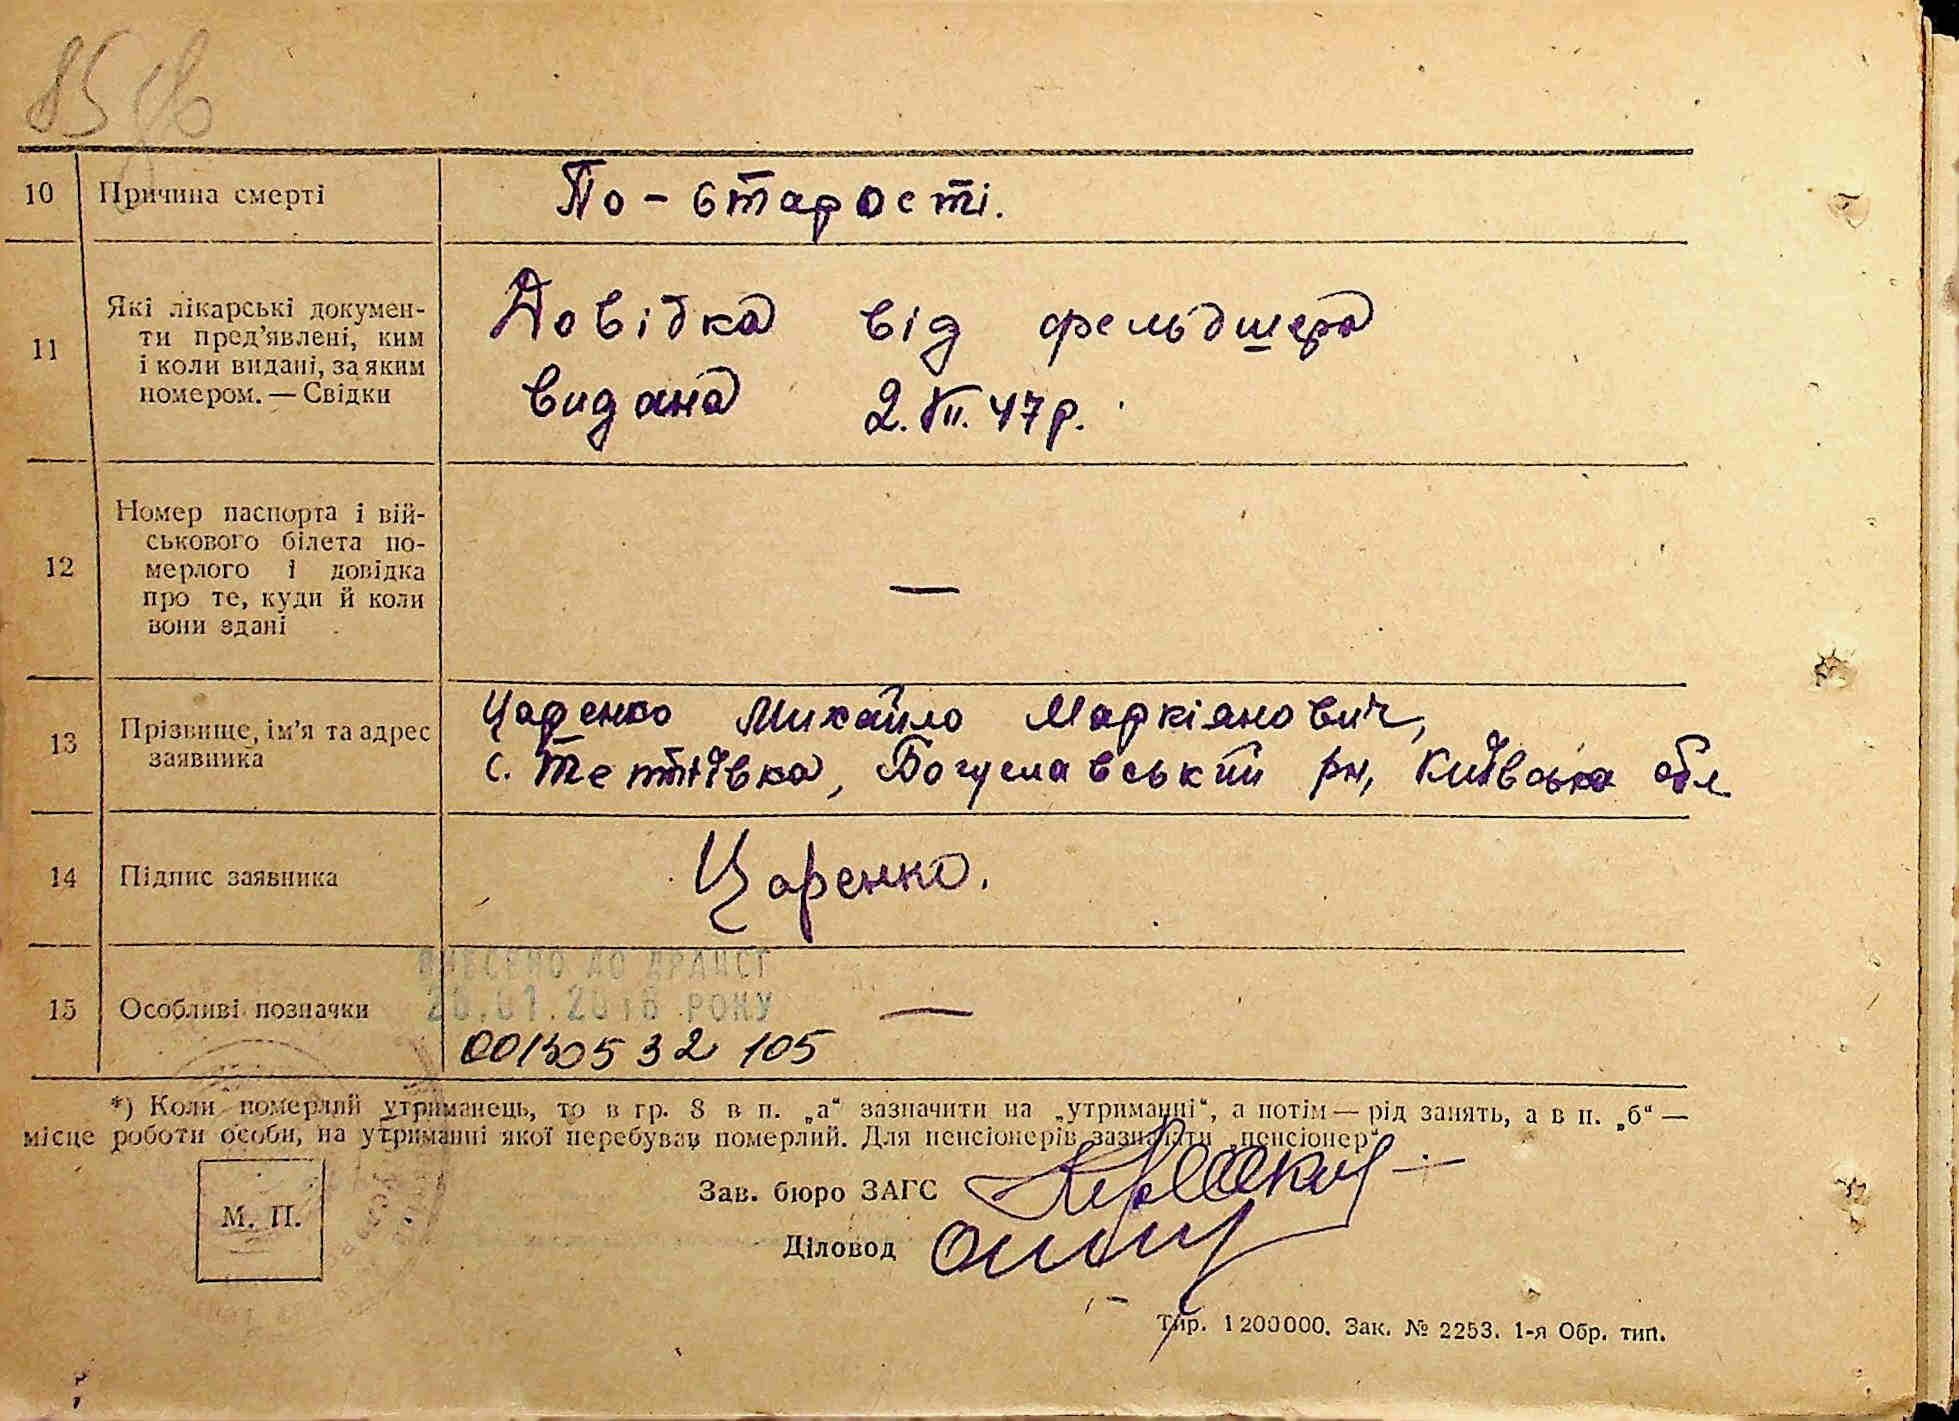 85
10 Причина смерті По-старості.
11 Які лікарські докумен-
ти пред'явлені, ким
і коли видані, за яким
номером. — Свідки
Довідка від фельдшера
видана 2.VII.47р.
12 Номер паспорта і вій-
ськового білета по-
мерлого і довідка
про те, куди й коли
вони здані
—
13 Прізвище, ім'я та адрес
заявника
Царенко Михайло Маркіянович,
с. Тептіївка, Богуславський рн, Київська обл
14 Підпис заявника Царенко.
ВНЕСЕНО ДО ДРАЦСГ
15 Особливі позначки 20.01.2016 РОКУ —
00130532105
*) Коли померлий утриманець, то в гр. 8 в п. „а“ зазначити на „утриманні“, а потім — рід занять, а в п. „б“ —
місце роботи особи, на утриманні якої перебував померлий. Для пенсіонерів зазначати „пенсіонер“.
Зав. бюро ЗАГС
М. П.
Діловод
Тир. 1200000. Зак. № 2253. 1-я Обр. тип.